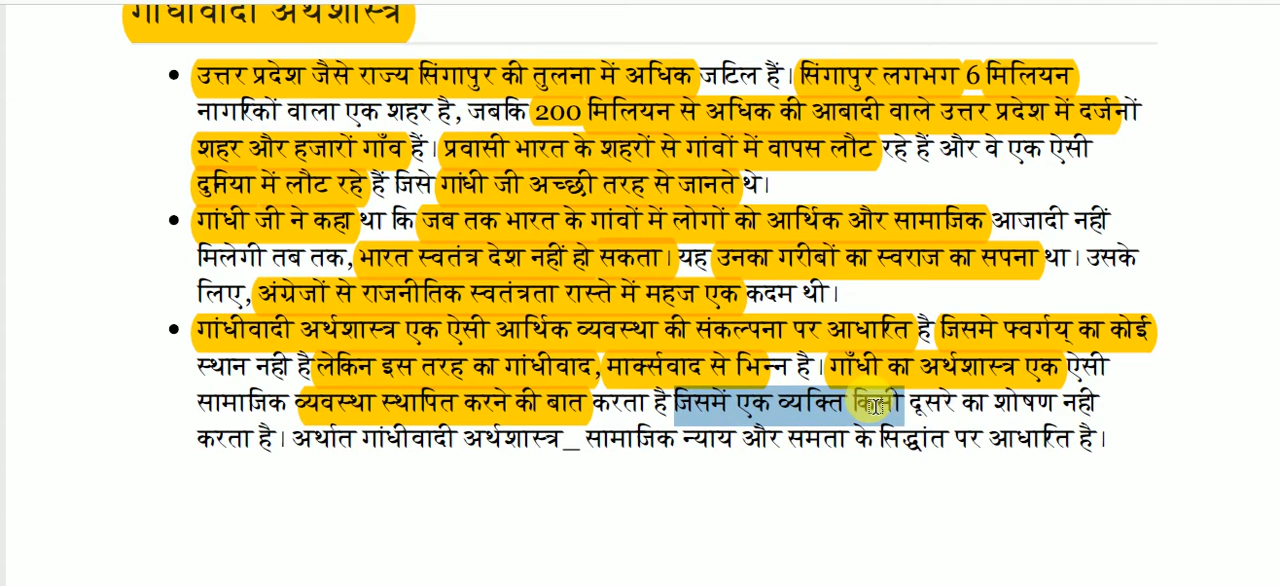 गांधीवादी अर्थशास्त्र
उत्तर प्रदेश जैसे राज्य सिंगापुर की तुलना में अधिक जटिल हैं। सिंगापुर लगभग 6 मिलियन
नागरिकों वाला एक शहर है, जबकि 200 मिलियन से अधिक की आबादी वाले उत्तर प्रदेश में दर्जनों
शहर और हजारों गाँव हैं। प्रवासी भारत के शहरों से गांवों में वापस लौट रहे हैं और वे एक ऐसी
दुनिया में लौट रहे हैं जिसे गांधी जी अच्छी तरह से जानते थे।
गांधी जी ने कहा था कि जब तक भारत के गांवों में लोगों को आर्थिक और सामाजिक आजादी नहीं
मिलेगी तब तक, भारत स्वतंत्र देश नहीं हो सकता। यह उनका गरीबों का स्वराज का सपना था। उसके
लिए, अंग्रेजों से राजनीतिक स्वतंत्रता रास्ते में महज एक कदम थी।
गांधीवादी अर्थशास्त्र एक ऐसी आर्थिक व्यवस्था की संकल्पना पर आधारित है जिसमे फ्वर्गय् का कोई
स्थान नही है लेकिन इस तरह का गांधीवाद, मार्क्सवाद से भिन्न है। गाँधी का अर्थशास्त्र एक ऐसी
सामाजिक व्यवस्था स्थापित करने की बात करता है जिसमें एक व्यक्ति किसी दूसरे का शोषण नही
करता है। अर्थात गांधीवादी अर्थशास्त्र_ सामाजिक न्याय और समता के सिद्धांत पर आधारित है।